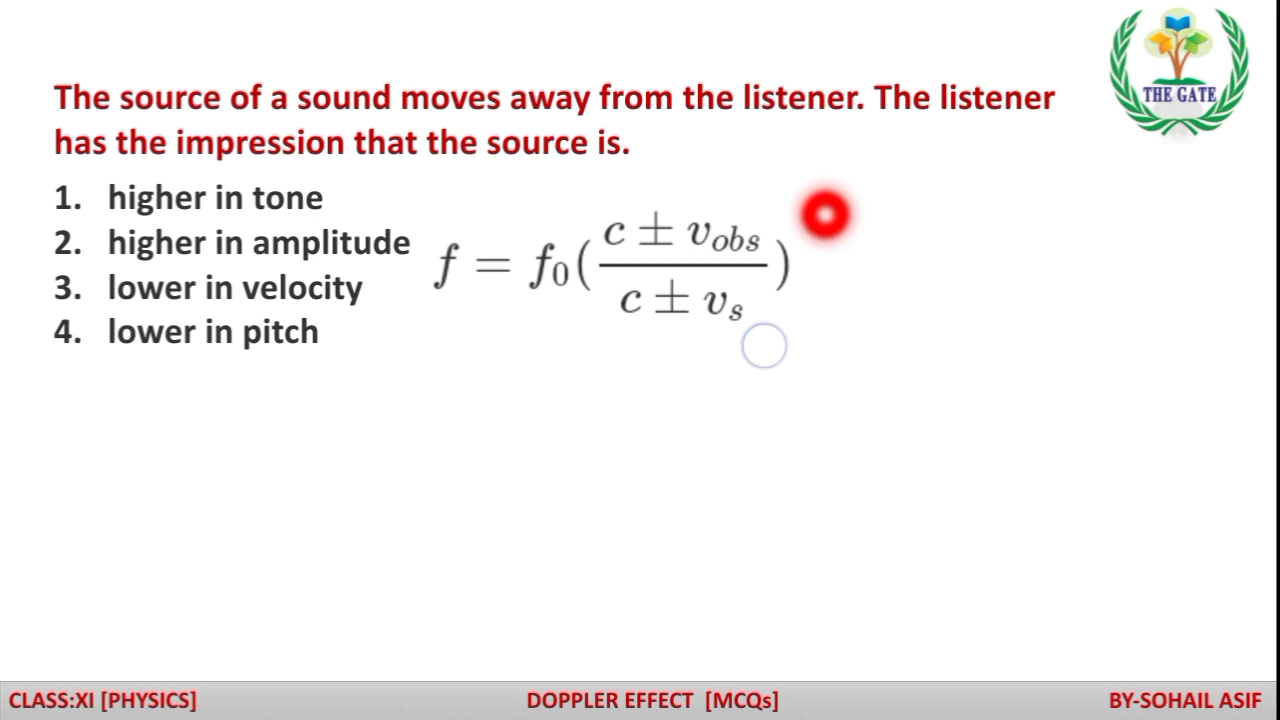 THE GATE
The source of a sound moves away from the listener. The listener
has the impression that the source is.
1. higher in tone
2. higher in amplitude
3. lower in velocity
4. lower in pitch
f = f₀( (c ± v_obs) / (c ± v_s) )
CLASS:XI [PHYSICS] DOPPLER EFFECT [MCQs] BY-SOHAIL ASIF